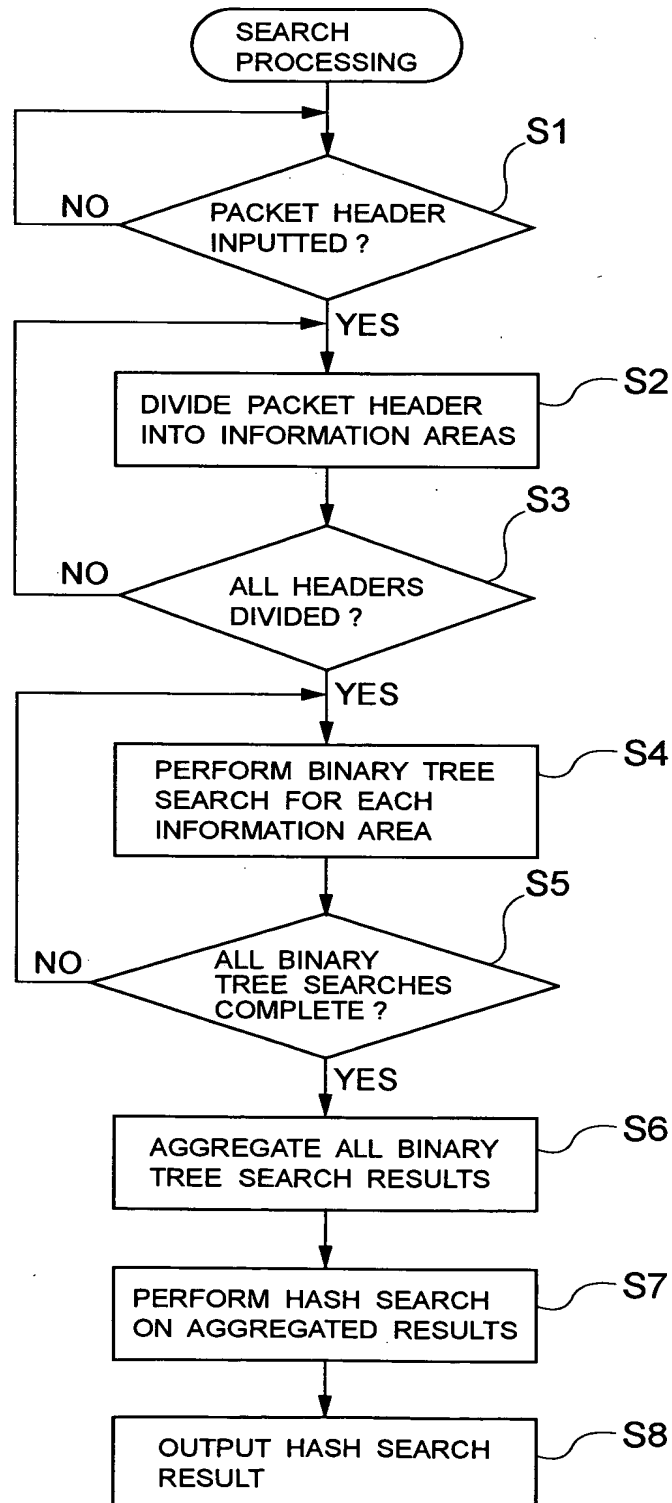 SEARCH
PROCESSING
S1
NO
PACKET HEADER
INPUTTED ?
YES
S2
DIVIDE PACKET HEADER
INTO INFORMATION AREAS
S3
NO
ALL HEADERS
DIVIDED ?
YES
S4
PERFORM BINARY TREE
SEARCH FOR EACH
INFORMATION AREA
S5
NO
ALL BINARY
TREE SEARCHES
COMPLETE ?
YES
S6
AGGREGATE ALL BINARY
TREE SEARCH RESULTS
S7
PERFORM HASH SEARCH
ON AGGREGATED RESULTS
S8
OUTPUT HASH SEARCH
RESULT